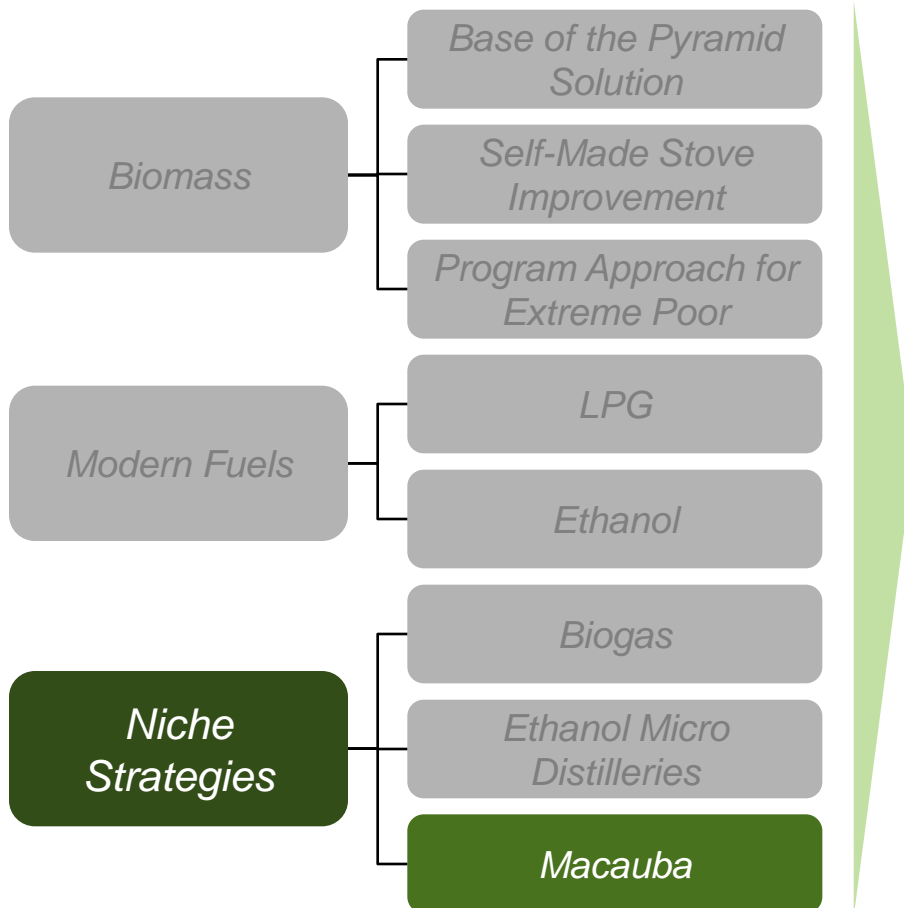 Base of the Pyramid
Solution
Biomass
Self-Made Stove
Improvement
Program Approach for
Extreme Poor
Modern Fuels
LPG
Ethanol
Niche
Strategies
Biogas
Ethanol Micro
Distilleries
Macauba